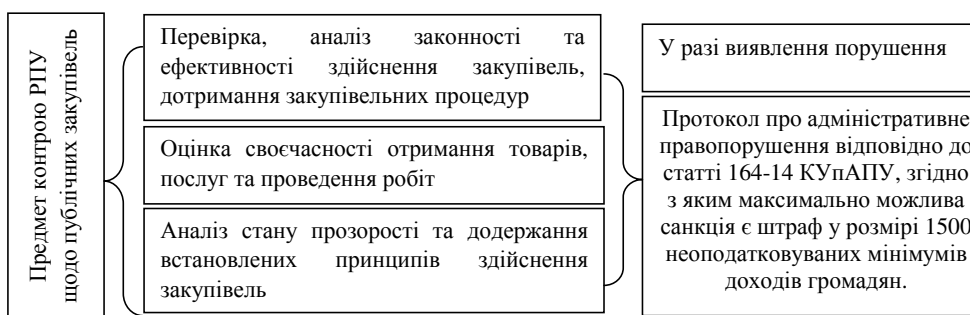 Предмет контрою РПУ
щодо публічних закупівель
Перевірка, аналіз законності та
ефективності здійснення закупівель,
дотримання закупівельних процедур
Оцінка своєчасності отримання товарів,
послуг та проведення робіт
Аналіз стану прозорості та додержання
встановлених принципів здійснення
закупівель
У разі виявлення порушення
Протокол про адміністративне
правопорушення відповідно до
статті 164-14 КУпАПУ, згідно
з яким максимально можлива
санкція є штраф у розмірі 1500
неоподатковуваних мінімумів
доходів громадян.